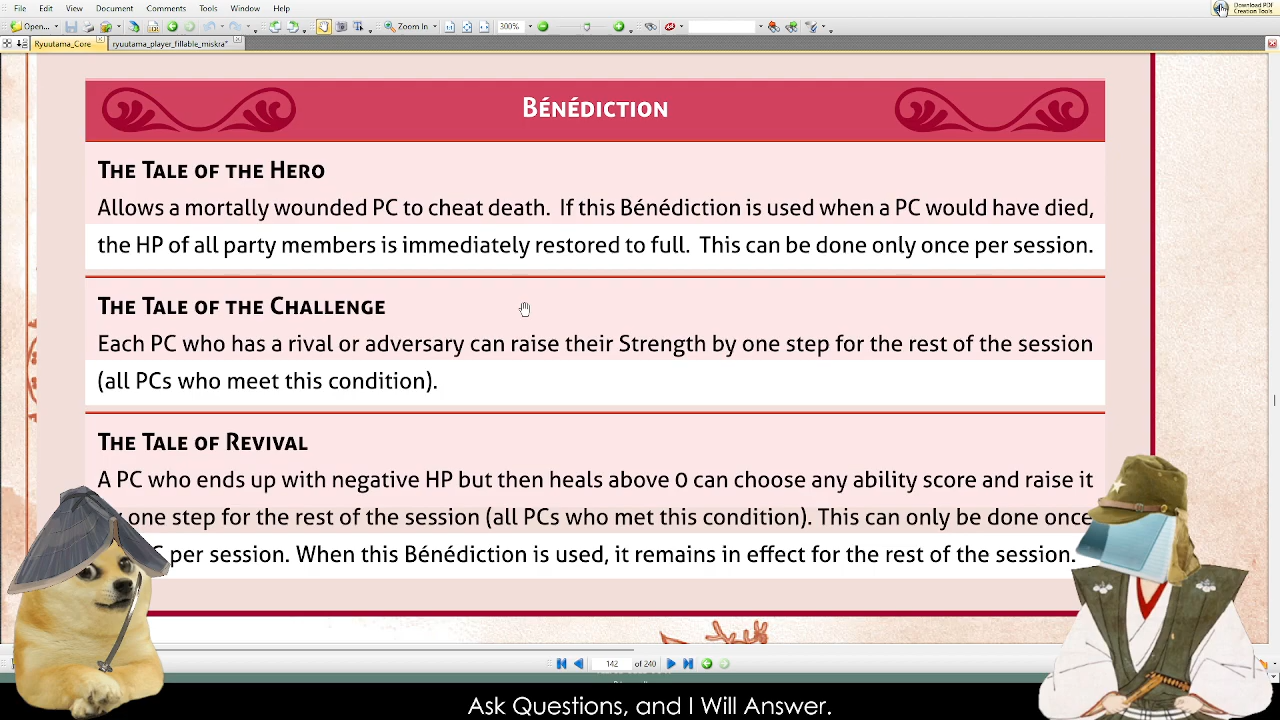 File Edit View Document Comments Tools Window Help
Download PDF
Creation Tools
Open... Zoom In 300%
Ryuutama_Core ryuutama_player_fillable_miskra*
BÉNÉDICTION
THE TALE OF THE HERO
Allows a mortally wounded PC to cheat death. If this Bénédiction is used when a PC would have died,
the HP of all party members is immediately restored to full. This can be done only once per session.
THE TALE OF THE CHALLENGE
Each PC who has a rival or adversary can raise their Strength by one step for the rest of the session
(all PCs who meet this condition).
THE TALE OF REVIVAL
A PC who ends up with negative HP but then heals above 0 can choose any ability score and raise it
one step for the rest of the session (all PCs who met this condition). This can only be done once
per session. When this Bénédiction is used, it remains in effect for the rest of the session.
142 of 240
Ask Questions, and I Will Answer.